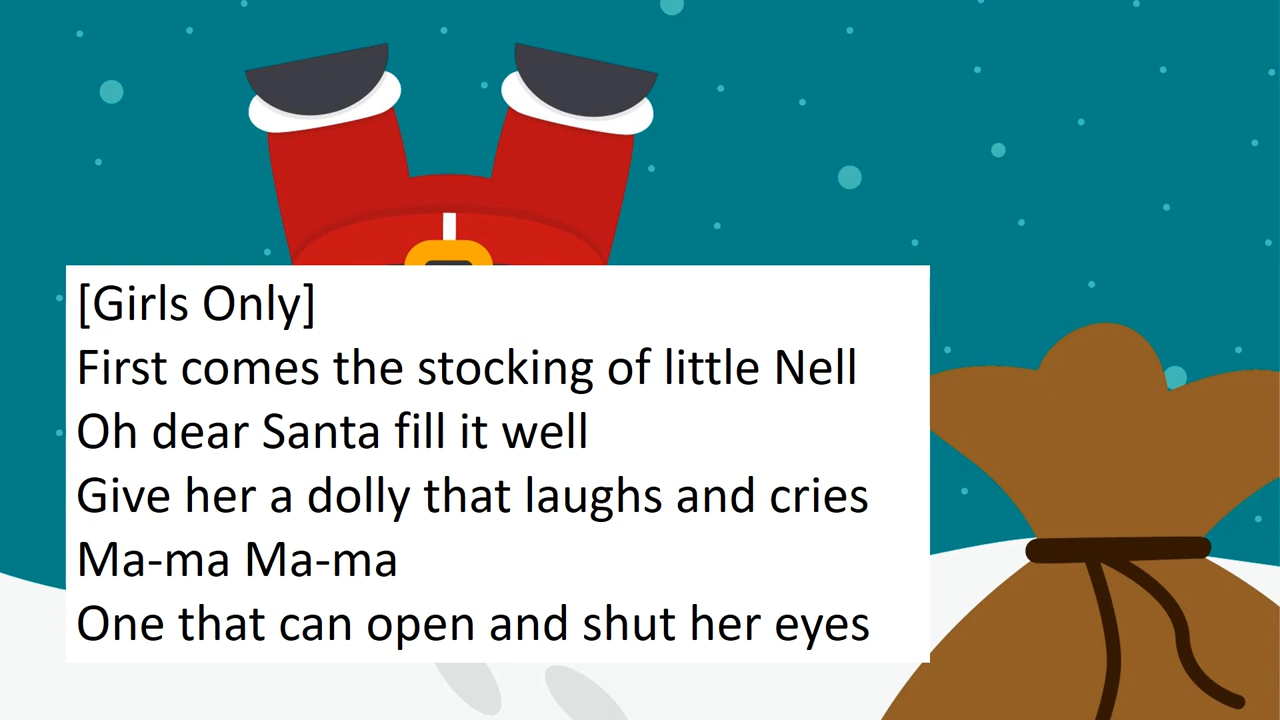 [Girls Only]
First comes the stocking of little Nell
Oh dear Santa fill it well
Give her a dolly that laughs and cries
Ma-ma Ma-ma
One that can open and shut her eyes